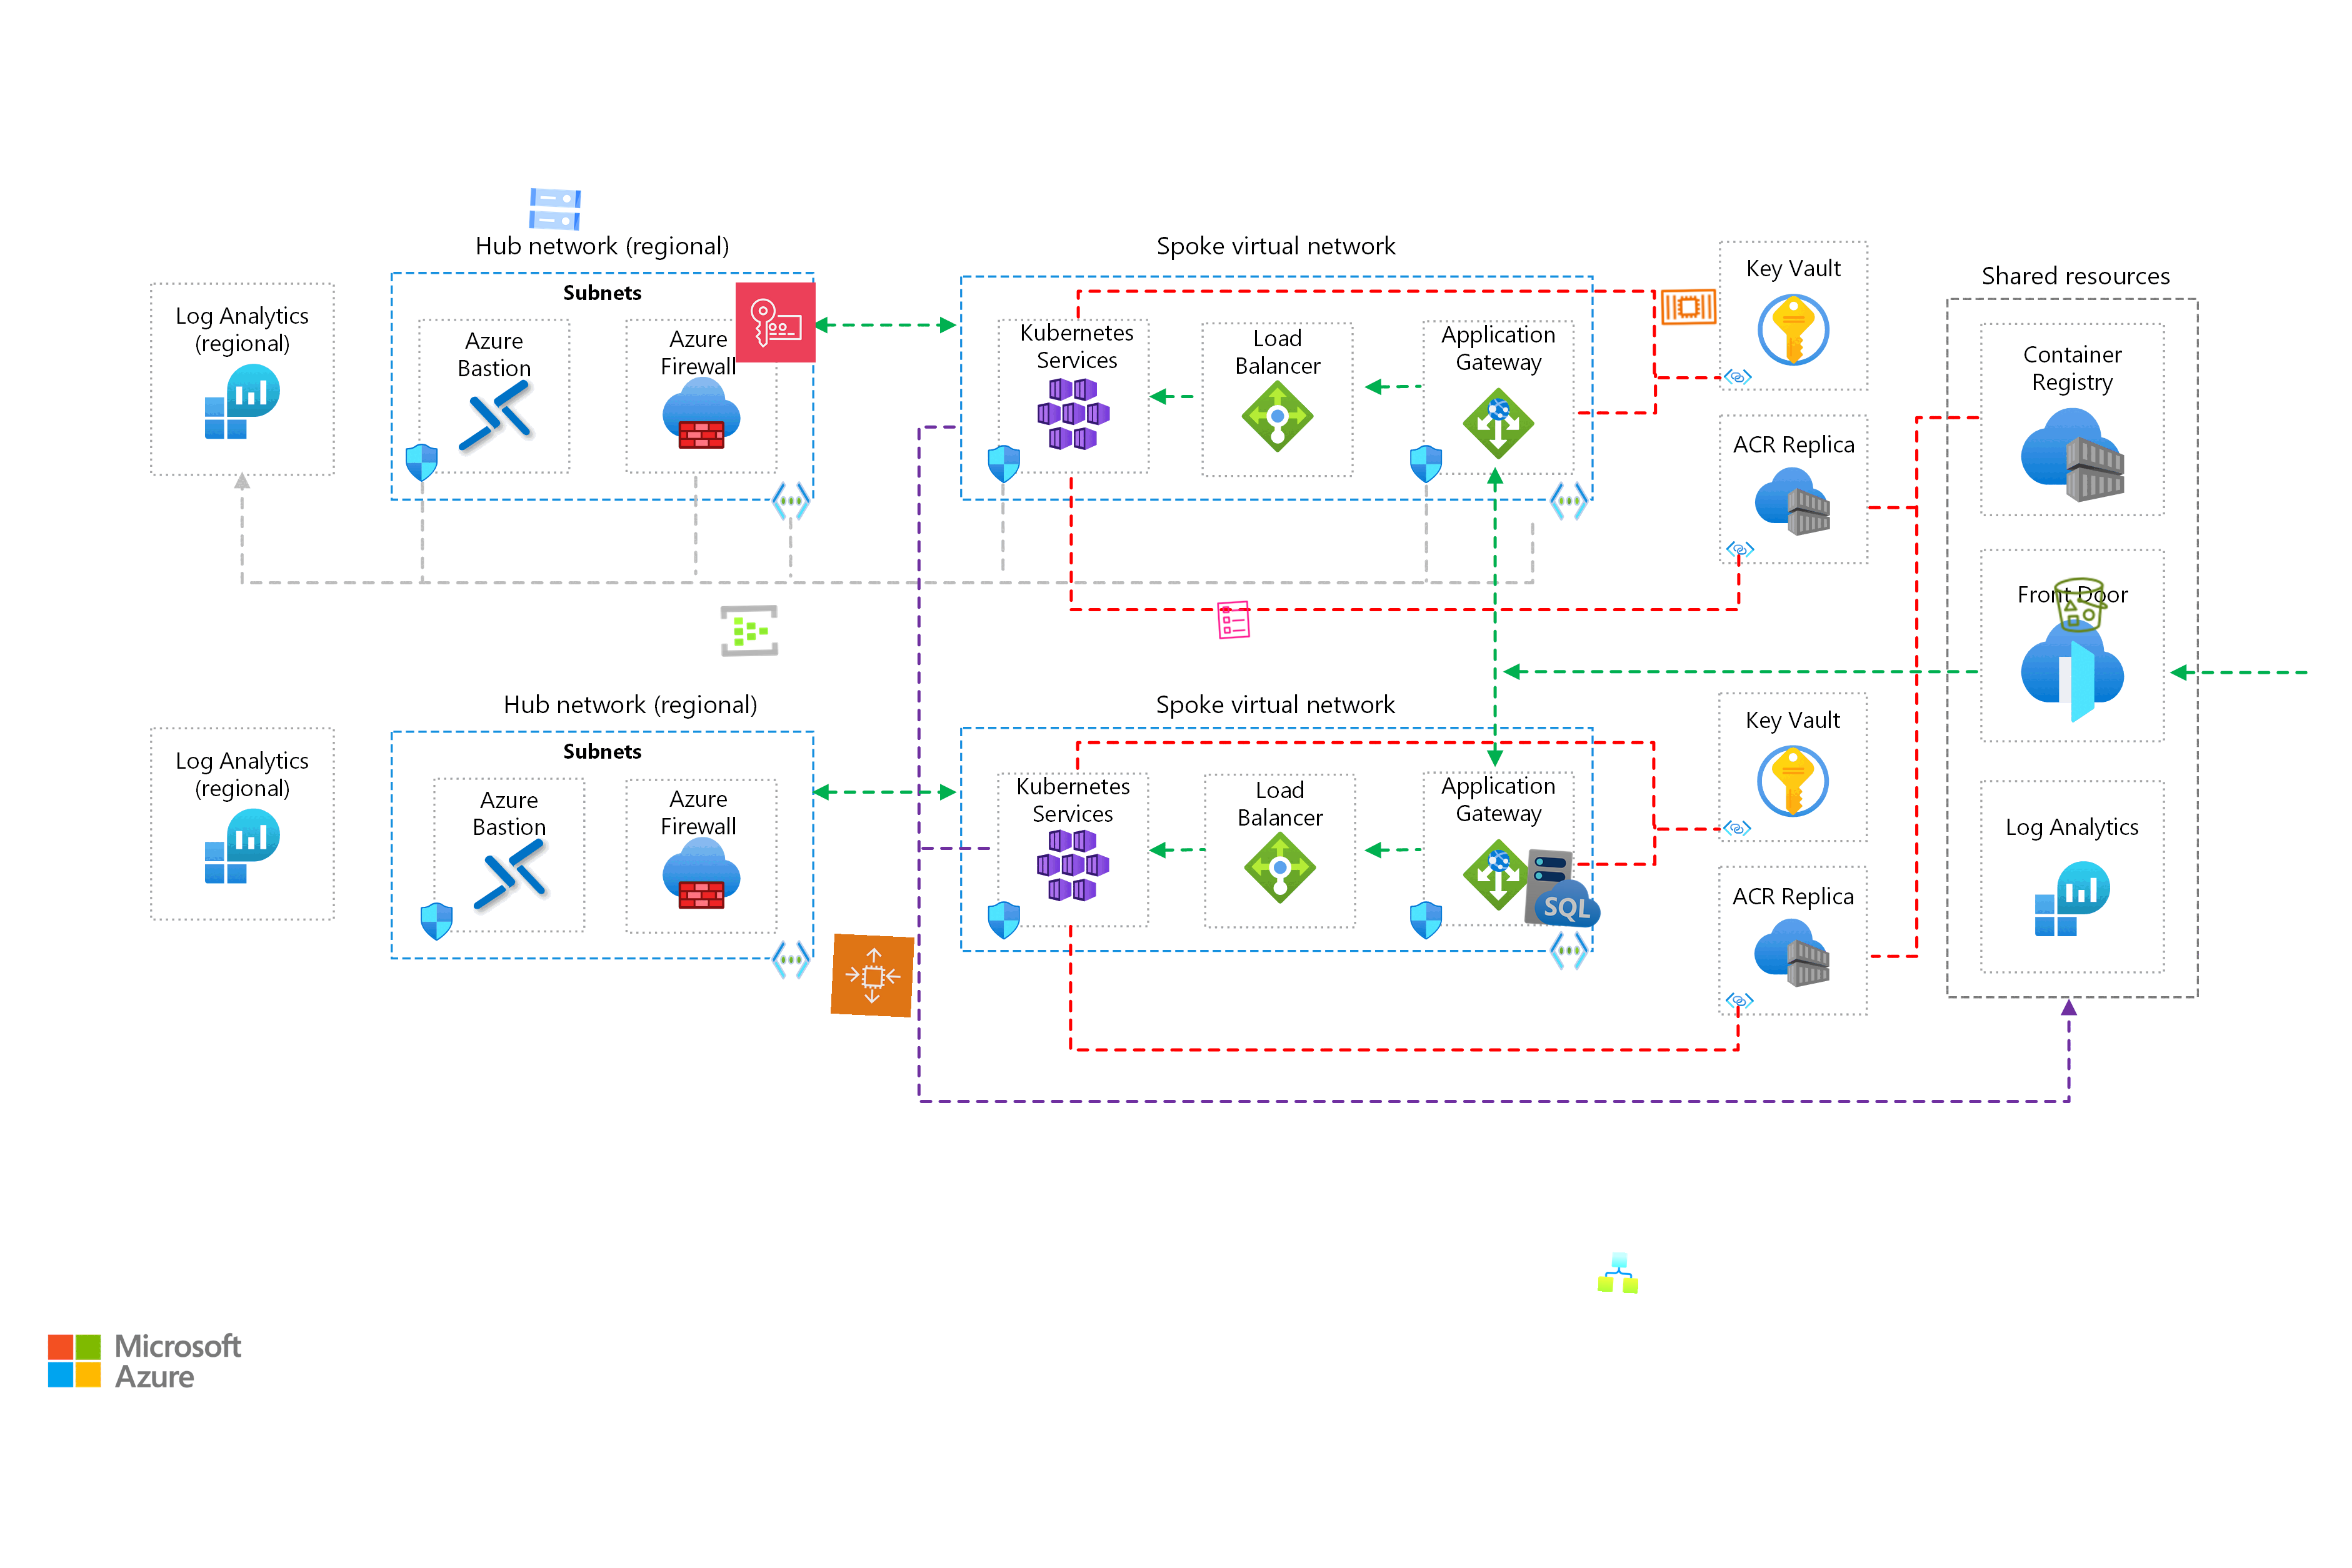 Hub network (regional)
Spoke virtual network
Key Vault
Shared resources
Subnets
Log Analytics
(regional)
Azure
Bastion
Azure
Firewall
Kubernetes
Services
Load
Balancer
Application
Gateway
Container
Registry
ACR Replica
Front Door
Hub network (regional)
Spoke virtual network
Key Vault
Subnets
Log Analytics
(regional)
Azure
Bastion
Azure
Firewall
Kubernetes
Services
Load
Balancer
Application
Gateway
SQL
ACR Replica
Log Analytics
Microsoft
Azure